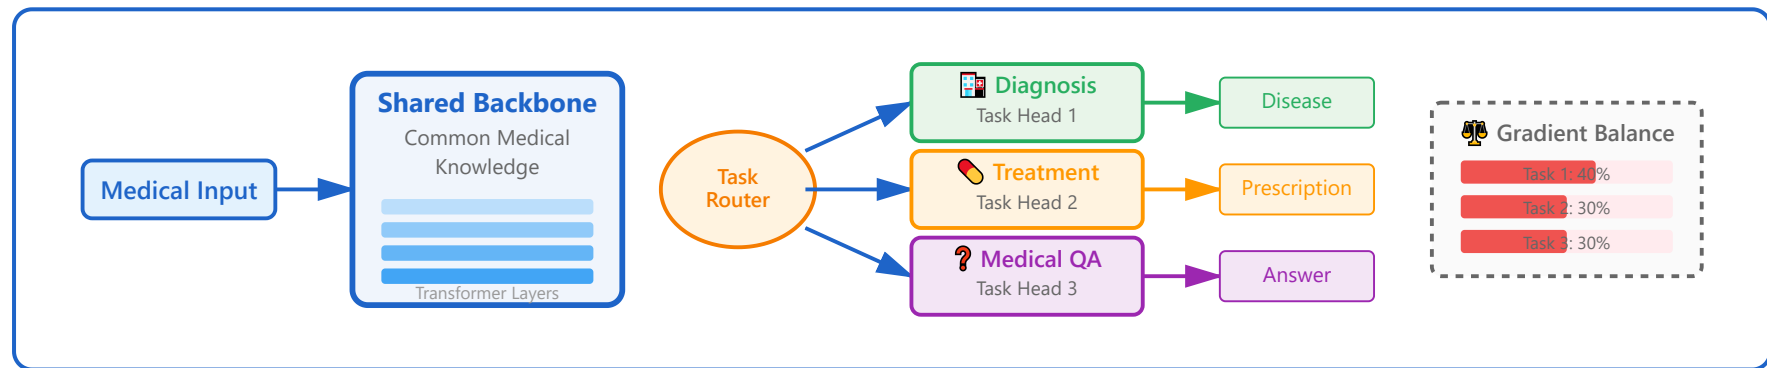 Medical Input
Shared Backbone
Common Medical
Knowledge
Transformer Layers
Task
Router
Diagnosis
Task Head 1
Treatment
Task Head 2
Medical QA
Task Head 3
Disease
Prescription
Answer
Gradient Balance
Task 1: 40%
Task 2: 30%
Task 3: 30%